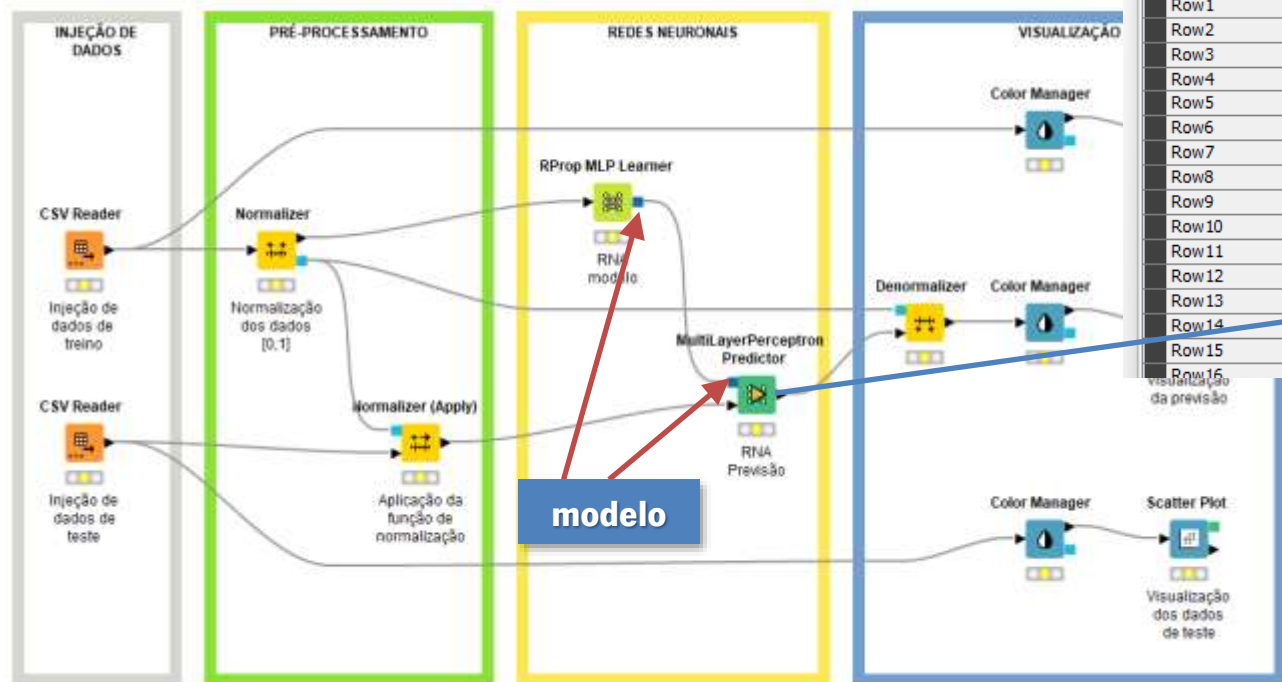 INJEÇÃO DE
DADOS
Injeção de
dados de
treino
CSV Reader
CSV Reader
Injeção de
dados de
teste
PRÉ-PROCESSAMENTO
Normalizer
Normalização
dos dados
[0,1]
Normalizer (Apply)
Aplicação da
função de
normalização
REDES NEURONAIS
RProp MLP Learner
RNA
modelo
MultiLayerPerceptron
Predictor
RNA
Previsão
modelo
VISUALIZAÇÃO
Color Manager
Denormalizer
Color Manager
Visualização
da previsão
Color Manager
Scatter Plot
Visualização
dos dados
de teste
Row1
Row2
Row3
Row4
Row5
Row6
Row7
Row8
Row9
Row10
Row11
Row12
Row13
Row14
Row15
Row16